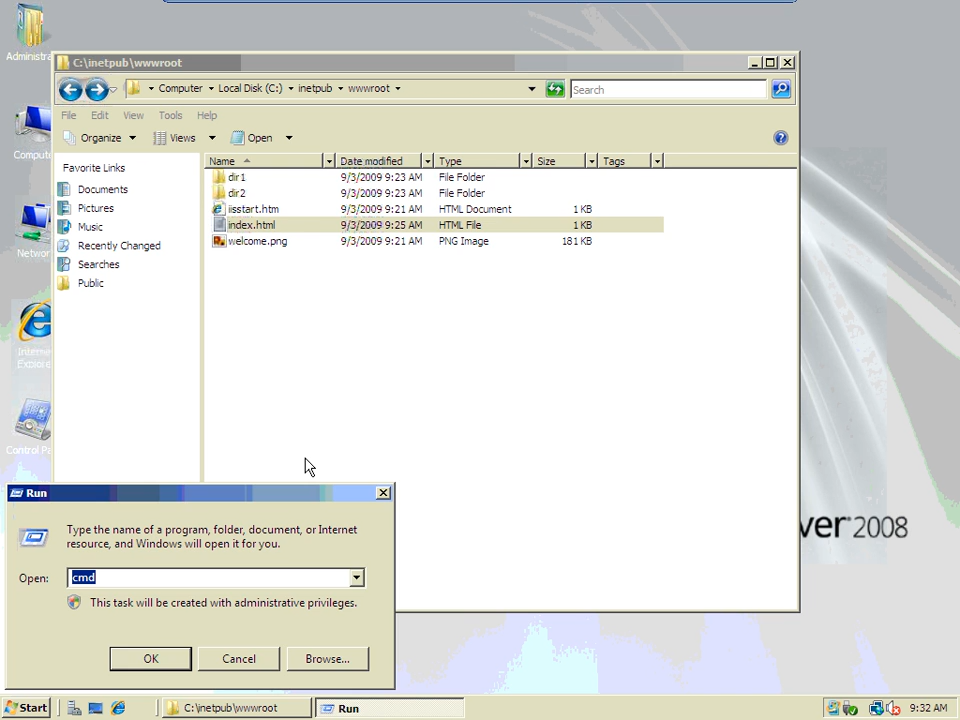 Administra
Comput
Networ
Interne
Explore
Control Pa
C:\inetpub\wwwroot
Computer Local Disk (C:) inetpub wwwroot
Search
File Edit View Tools Help
Organize Views Open
Favorite Links
Documents
Pictures
Music
Recently Changed
Searches
Public
Name Date modified Type Size Tags
dir1 9/3/2009 9:23 AM File Folder
dir2 9/3/2009 9:23 AM File Folder
iisstart.htm 9/3/2009 9:21 AM HTML Document 1 KB
index.html 9/3/2009 9:25 AM HTML File 1 KB
welcome.png 9/3/2009 9:21 AM PNG Image 181 KB
ver 2008
Run
Type the name of a program, folder, document, or Internet
resource, and Windows will open it for you.
Open: cmd
This task will be created with administrative privileges.
OK Cancel Browse...
Start C:\inetpub\wwwroot Run 9:32 AM